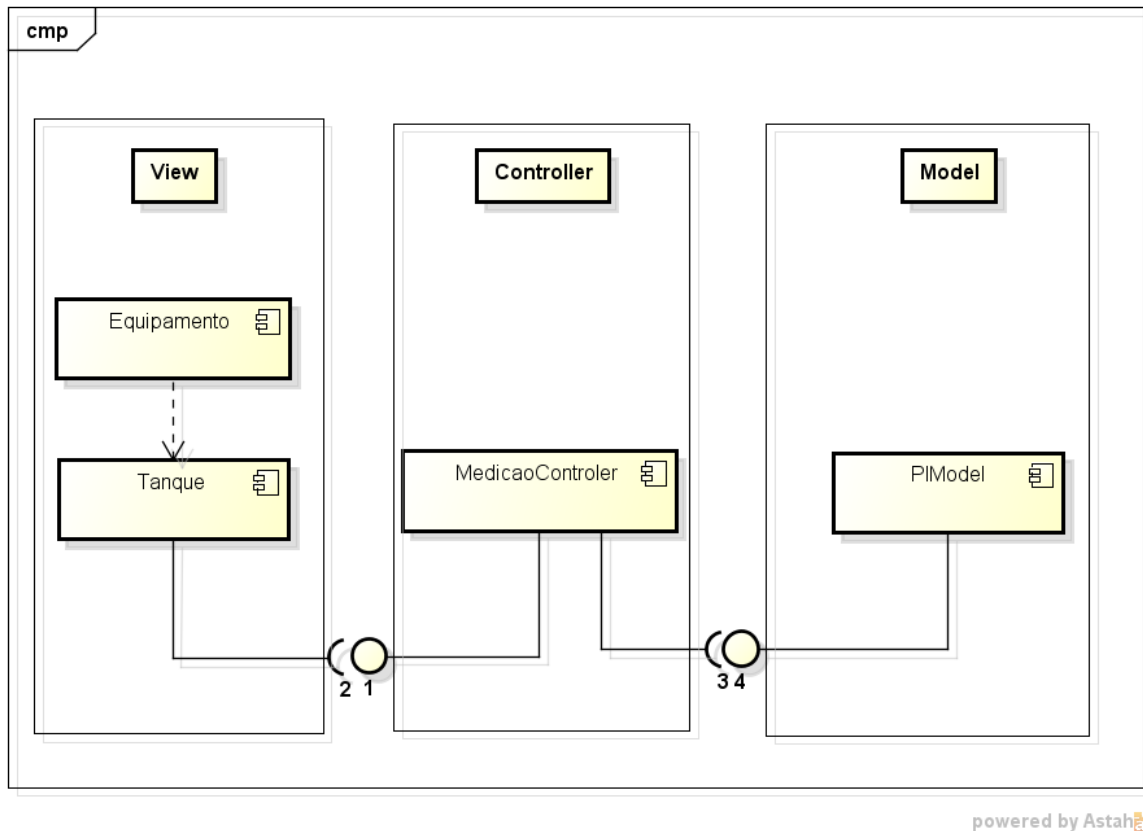 cmp
View
Controller
Model
Equipamento
Tanque
MedicaoControler
PIModel
2 1
3 4
powered by Astah